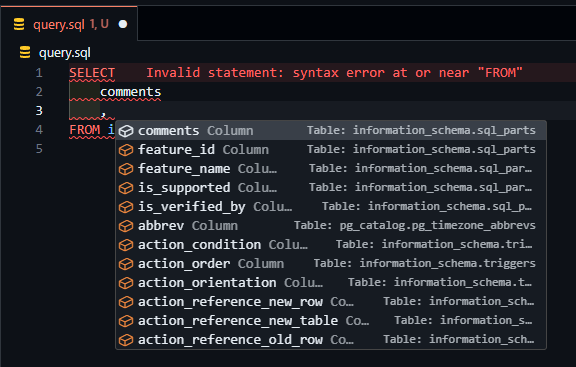 query.sql 1, U
query.sql
1 SELECT Invalid statement: syntax error at or near "FROM"
2 comments
3 ,
4 FROM i
5
comments Column Table: information_schema.sql_parts
feature_id Column Table: information_schema.sql_parts
feature_name Colu… Table: information_schema.sql_par…
is_supported Colu… Table: information_schema.sql_par…
is_verified_by Colu… Table: information_schema.sql_p…
abbrev Column Table: pg_catalog.pg_timezone_abbrevs
action_condition Colu… Table: information_schema.tri…
action_order Column Table: information_schema.triggers
action_orientation Colu… Table: information_schema.t…
action_reference_new_row Co… Table: information_sch…
action_reference_new_table Co… Table: information_s…
action_reference_old_row Co… Table: information_sch…